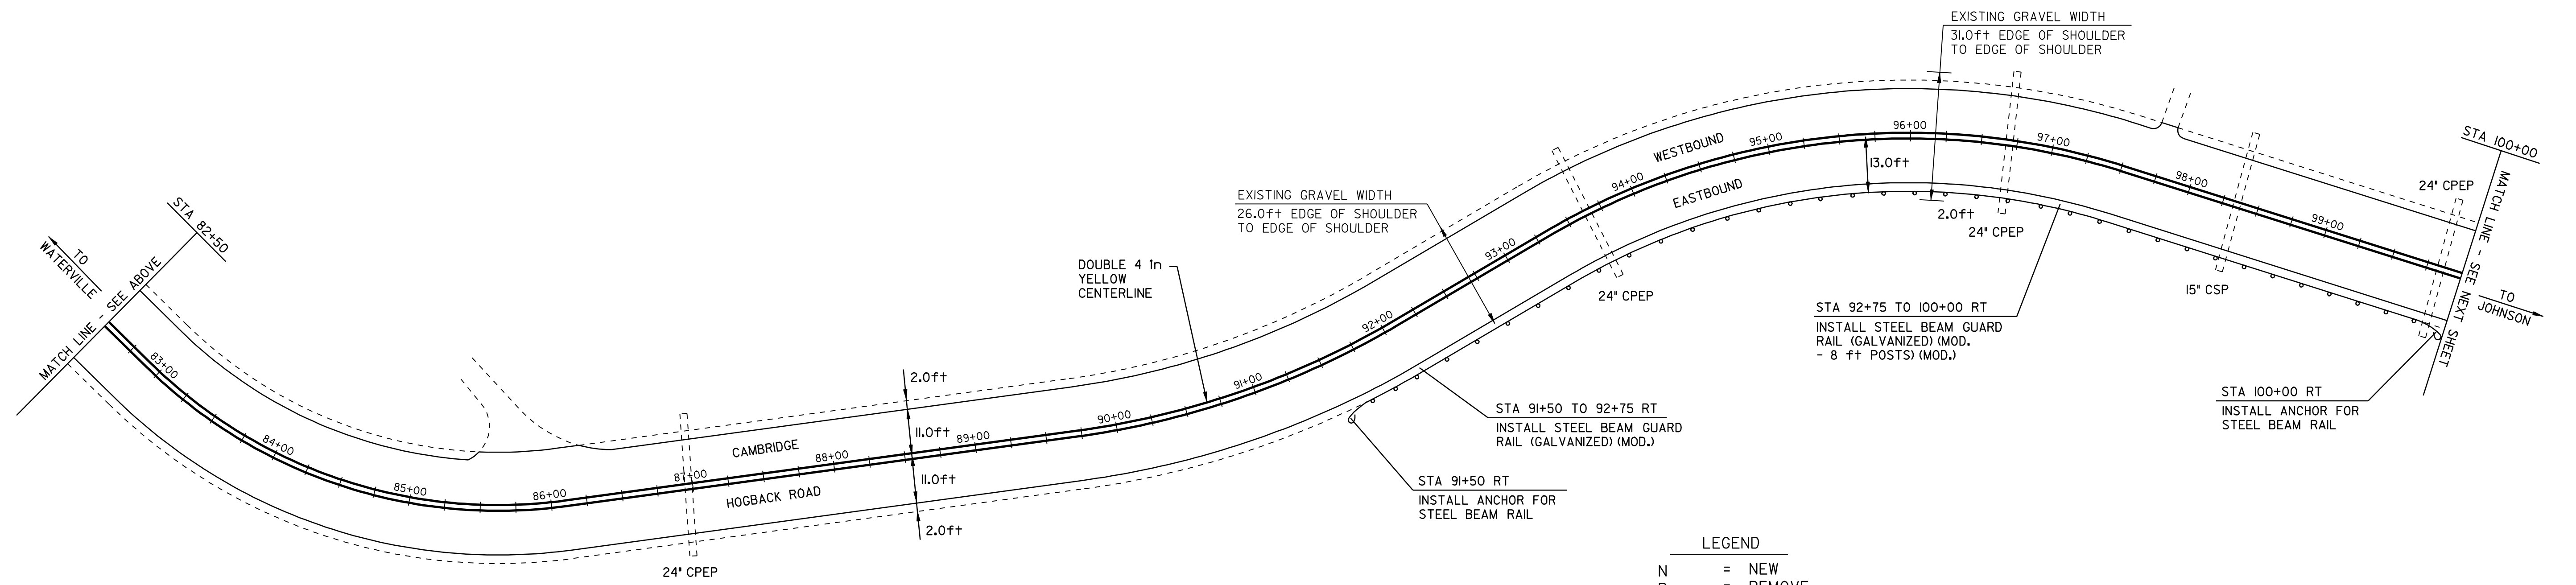 EXISTING GRAVEL WIDTH
31.0ft EDGE OF SHOULDER
TO EDGE OF SHOULDER
STA 100+00
MATCH LINE - SEE NEXT SHEET
TO
JOHNSON
24" CPEP
STA 82+50
TO
WATERVILLE
MATCH LINE - SEE ABOVE
EXISTING GRAVEL WIDTH
26.0ft EDGE OF SHOULDER
TO EDGE OF SHOULDER
DOUBLE 4 in
YELLOW
CENTERLINE
WESTBOUND
EASTBOUND
13.0ft
2.0ft
24" CPEP
24" CPEP
15" CSP
83+00
84+00
85+00
86+00
87+00
88+00
89+00
90+00
91+00
92+00
93+00
94+00
95+00
96+00
97+00
98+00
99+00
CAMBRIDGE
HOGBACK ROAD
2.0ft
11.0ft
11.0ft
2.0ft
24" CPEP
STA 92+75 TO 100+00 RT
INSTALL STEEL BEAM GUARD
RAIL (GALVANIZED) (MOD.
- 8 ft POSTS) (MOD.)
STA 91+50 TO 92+75 RT
INSTALL STEEL BEAM GUARD
RAIL (GALVANIZED) (MOD.)
STA 91+50 RT
INSTALL ANCHOR FOR
STEEL BEAM RAIL
STA 100+00 RT
INSTALL ANCHOR FOR
STEEL BEAM RAIL
LEGEND
N = NEW
R = REMOVE